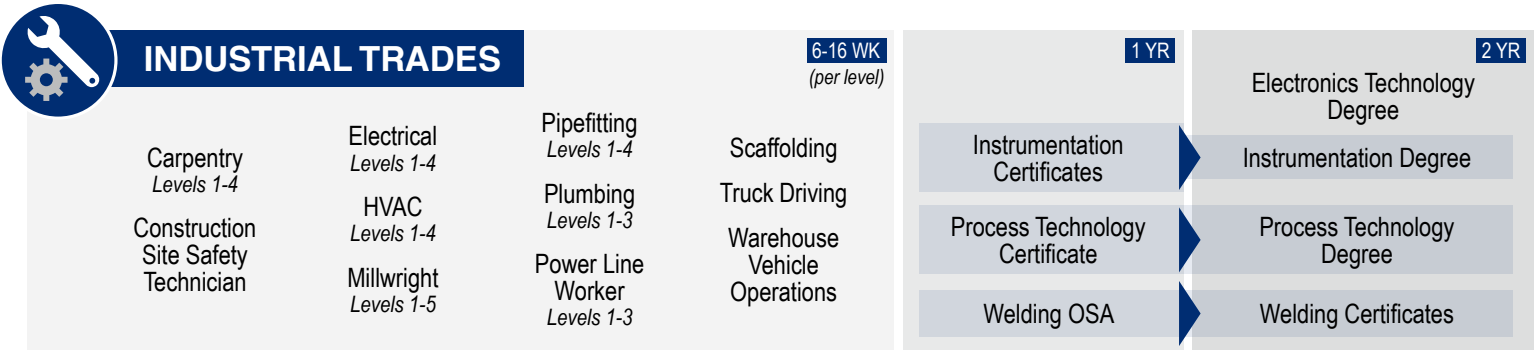 INDUSTRIAL TRADES
6-16 WK
(per level)
Carpentry
Levels 1-4
Construction
Site Safety
Technician
Electrical
Levels 1-4
HVAC
Levels 1-4
Millwright
Levels 1-5
Pipefitting
Levels 1-4
Plumbing
Levels 1-3
Power Line
Worker
Levels 1-3
Scaffolding
Truck Driving
Warehouse
Vehicle
Operations
1 YR
Instrumentation
Certificates
Process Technology
Certificate
Welding OSA
2 YR
Electronics Technology
Degree
Instrumentation Degree
Process Technology
Degree
Welding Certificates